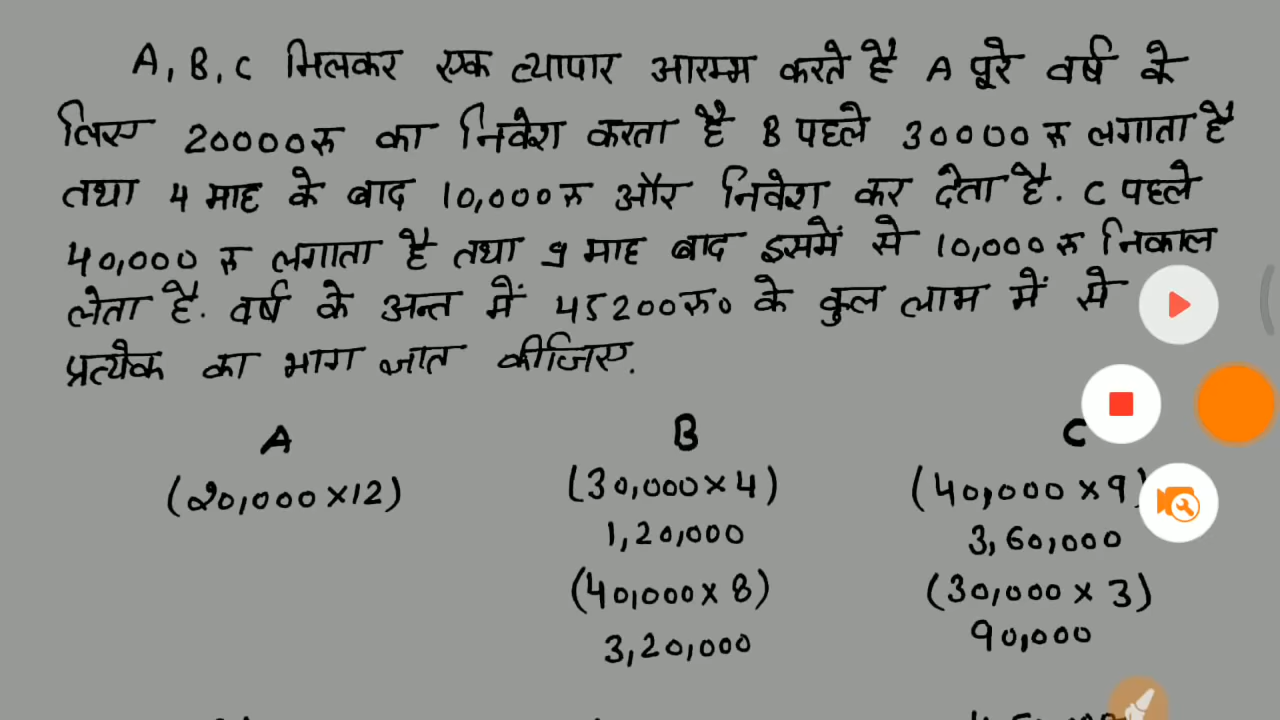 A, B, C मिलकर एक व्यापार आरम्भ करते है A पूरे वर्ष के
लिए 20000रु का निवेश करता है B पहले 30000 रु लगाता है
तथा 4 माह के बाद 10,000रु और निवेश कर देता है. C पहले
40,000 रु लगाता है तथा 9 माह बाद इसमें से 10,000 रु निकाल
लेता है. वर्ष के अन्त में 45200रु० के कुल लाभ में से
प्रत्येक का भाग ज्ञात कीजिए.
A B C
(20,000 ×12) (30,000 × 4) (40,000 × 9)
1,20,000 3,60,000
(40,000 × 8) (30,000 × 3)
3,20,000 90,000